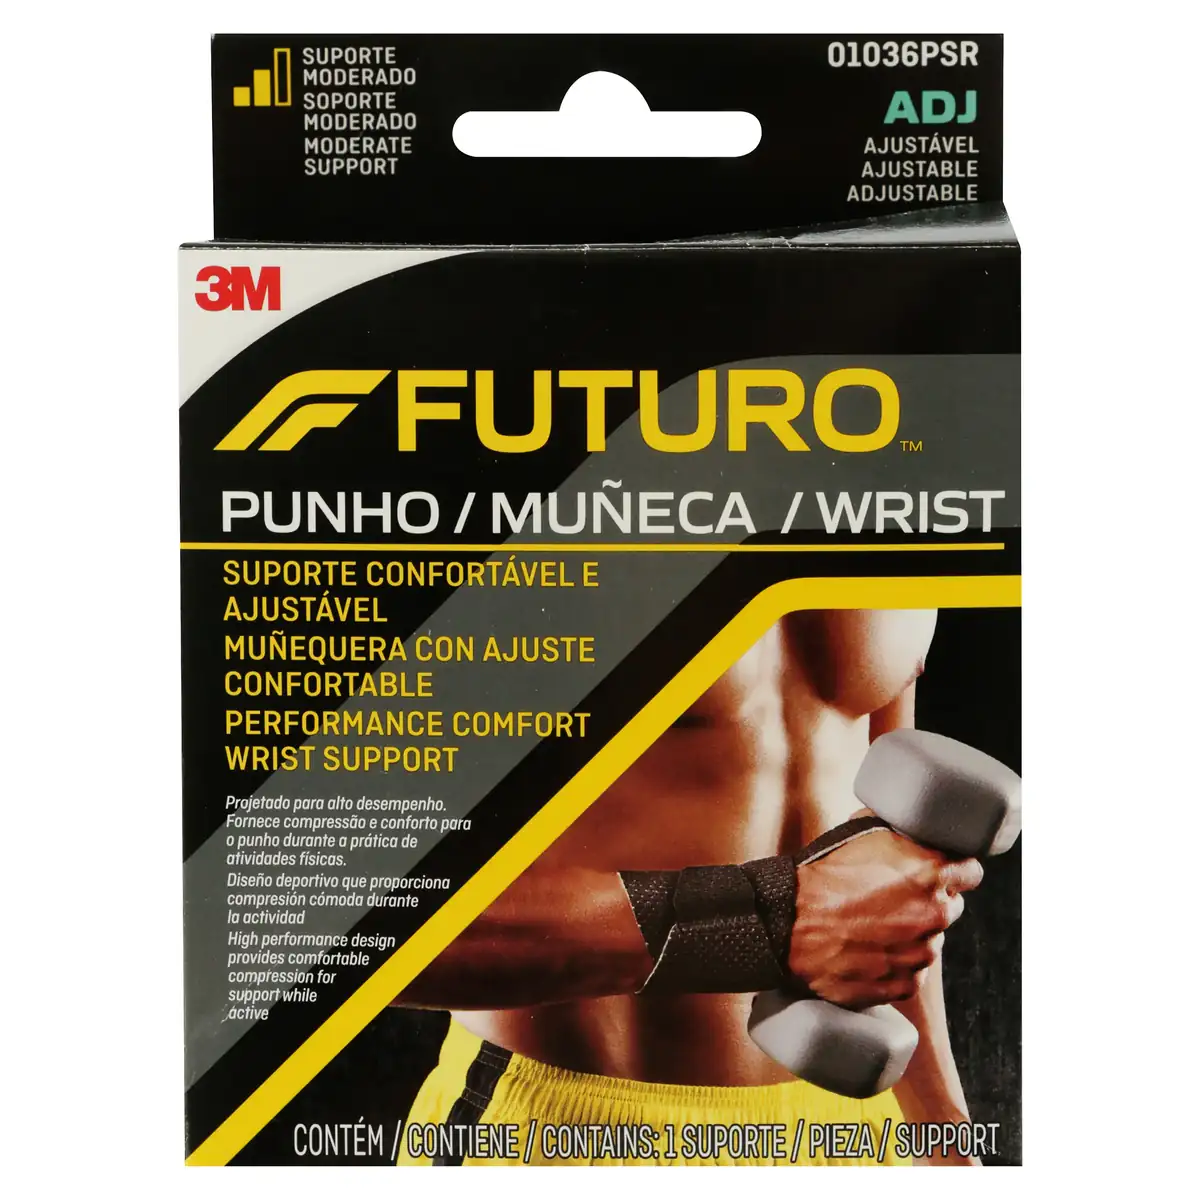 SUPORTE
MODERADO
SOPORTE
MODERADO
MODERATE
SUPPORT
01036PSR
ADJ
AJUSTÁVEL
AJUSTABLE
ADJUSTABLE
3M
FUTURO™
PUNHO / MUÑECA / WRIST
SUPORTE CONFORTÁVEL E
AJUSTÁVEL
MUÑEQUERA CON AJUSTE
CONFORTABLE
PERFORMANCE COMFORT
WRIST SUPPORT
Projetado para alto desempenho.
Fornece compressão e conforto para
o punho durante a prática de
atividades físicas.
Diseño deportivo que proporciona
compresión cómoda durante
la actividad
High performance design
provides comfortable
compression for
support while
active
CONTÉM / CONTIENE / CONTAINS: 1 SUPORTE / PIEZA / SUPPORT